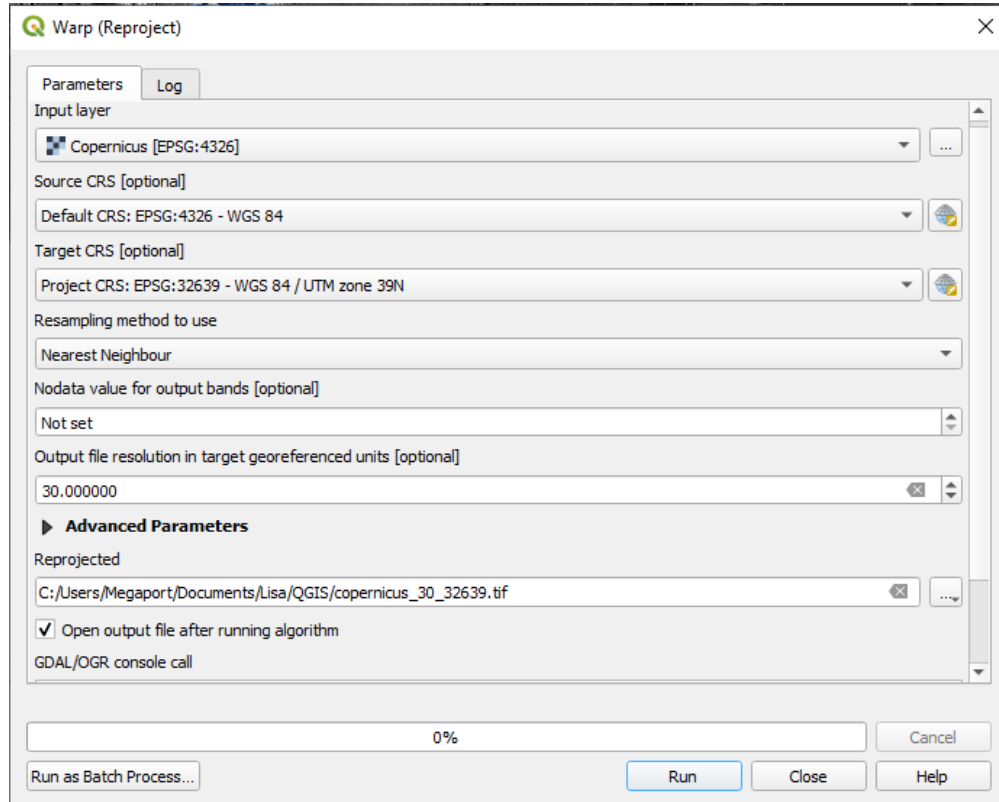 Warp (Reproject)
Parameters
Log
Input layer
Copernicus [EPSG:4326]
...
Source CRS [optional]
Default CRS: EPSG:4326 - WGS 84
Target CRS [optional]
Project CRS: EPSG:32639 - WGS 84 / UTM zone 39N
Resampling method to use
Nearest Neighbour
Nodata value for output bands [optional]
Not set
Output file resolution in target georeferenced units [optional]
30.000000
Advanced Parameters
Reprojected
C:/Users/Megaport/Documents/Lisa/QGIS/copernicus_30_32639.tif
...
Open output file after running algorithm
GDAL/OGR console call
0%
Cancel
Run as Batch Process...
Run
Close
Help